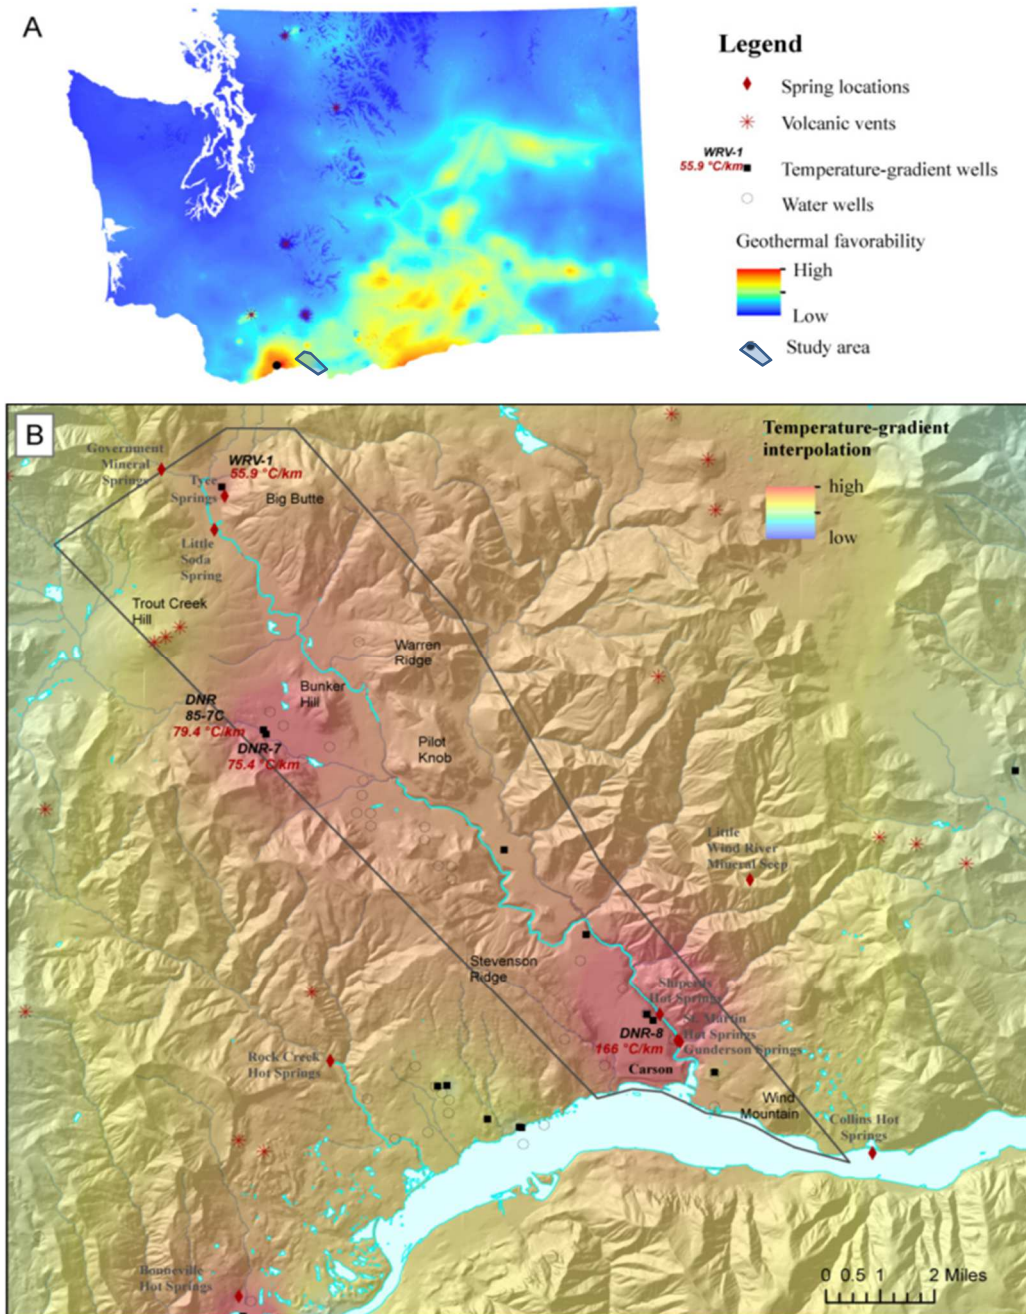 A
Legend
Spring locations
Volcanic vents
WRV-1
55.9 °C/km
Temperature-gradient wells
Water wells
Geothermal favorability
High
Low
Study area
B
Temperature-gradient
interpolation
high
low
Government
Mineral
Springs
WRV-1
55.9 °C/km
Tyee
Springs
Big Butte
Little
Soda
Spring
Trout Creek
Hill
Warren
Ridge
Bunker
Hill
DNR
85-7C
79.4 °C/km
DNR-7
75.4 °C/km
Pilot
Knob
Little
Wind River
Mineral Seep
Stevenson
Ridge
Shiperds
Hot Springs
St. Martin
Hot Springs
Gunderson Springs
DNR-8
166 °C/km
Carson
Rock Creek
Hot Springs
Wind
Mountain
Collins Hot
Springs
Bonneville
Hot Springs
0 0.5 1 2 Miles